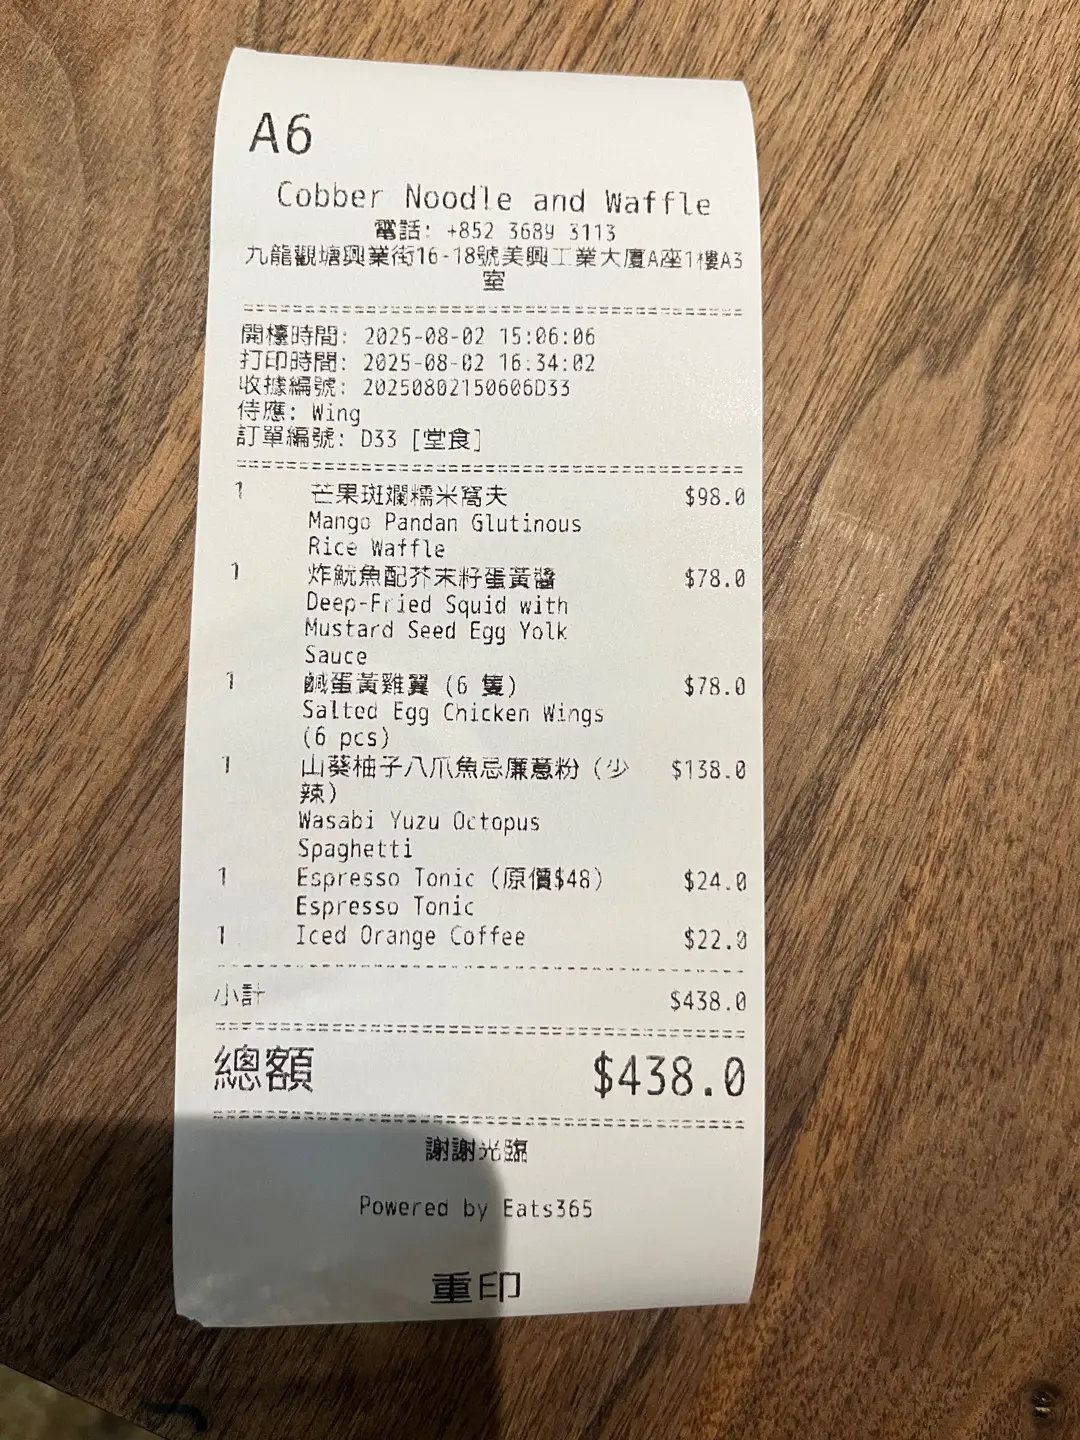 A6
Cobber Noodle and Waffle
電話: +852 3689 3113
九龍觀塘興業街16-18號美興工業大廈A座1樓A3
室
開檯時間: 2025-08-02 15:06:06
打印時間: 2025-08-02 16:34:02
收據編號: 20250802150606D33
侍應: Wing
訂單編號: D33 [堂食]
1 芒果斑斕糯米窩夫 $98.0
Mango Pandan Glutinous
Rice Waffle
1 炸魷魚配芥末籽蛋黃醬 $78.0
Deep-Fried Squid with
Mustard Seed Egg Yolk
Sauce
1 鹹蛋黃雞翼 (6 隻) $78.0
Salted Egg Chicken Wings
(6 pcs)
1 山葵柚子八爪魚忌廉意粉 (少 $138.0
辣)
Wasabi Yuzu Octopus
Spaghetti
1 Espresso Tonic (原價$48) $24.0
Espresso Tonic
1 Iced Orange Coffee $22.0
小計 $438.0
總額 $438.0
謝謝光臨
Powered by Eats365
重印